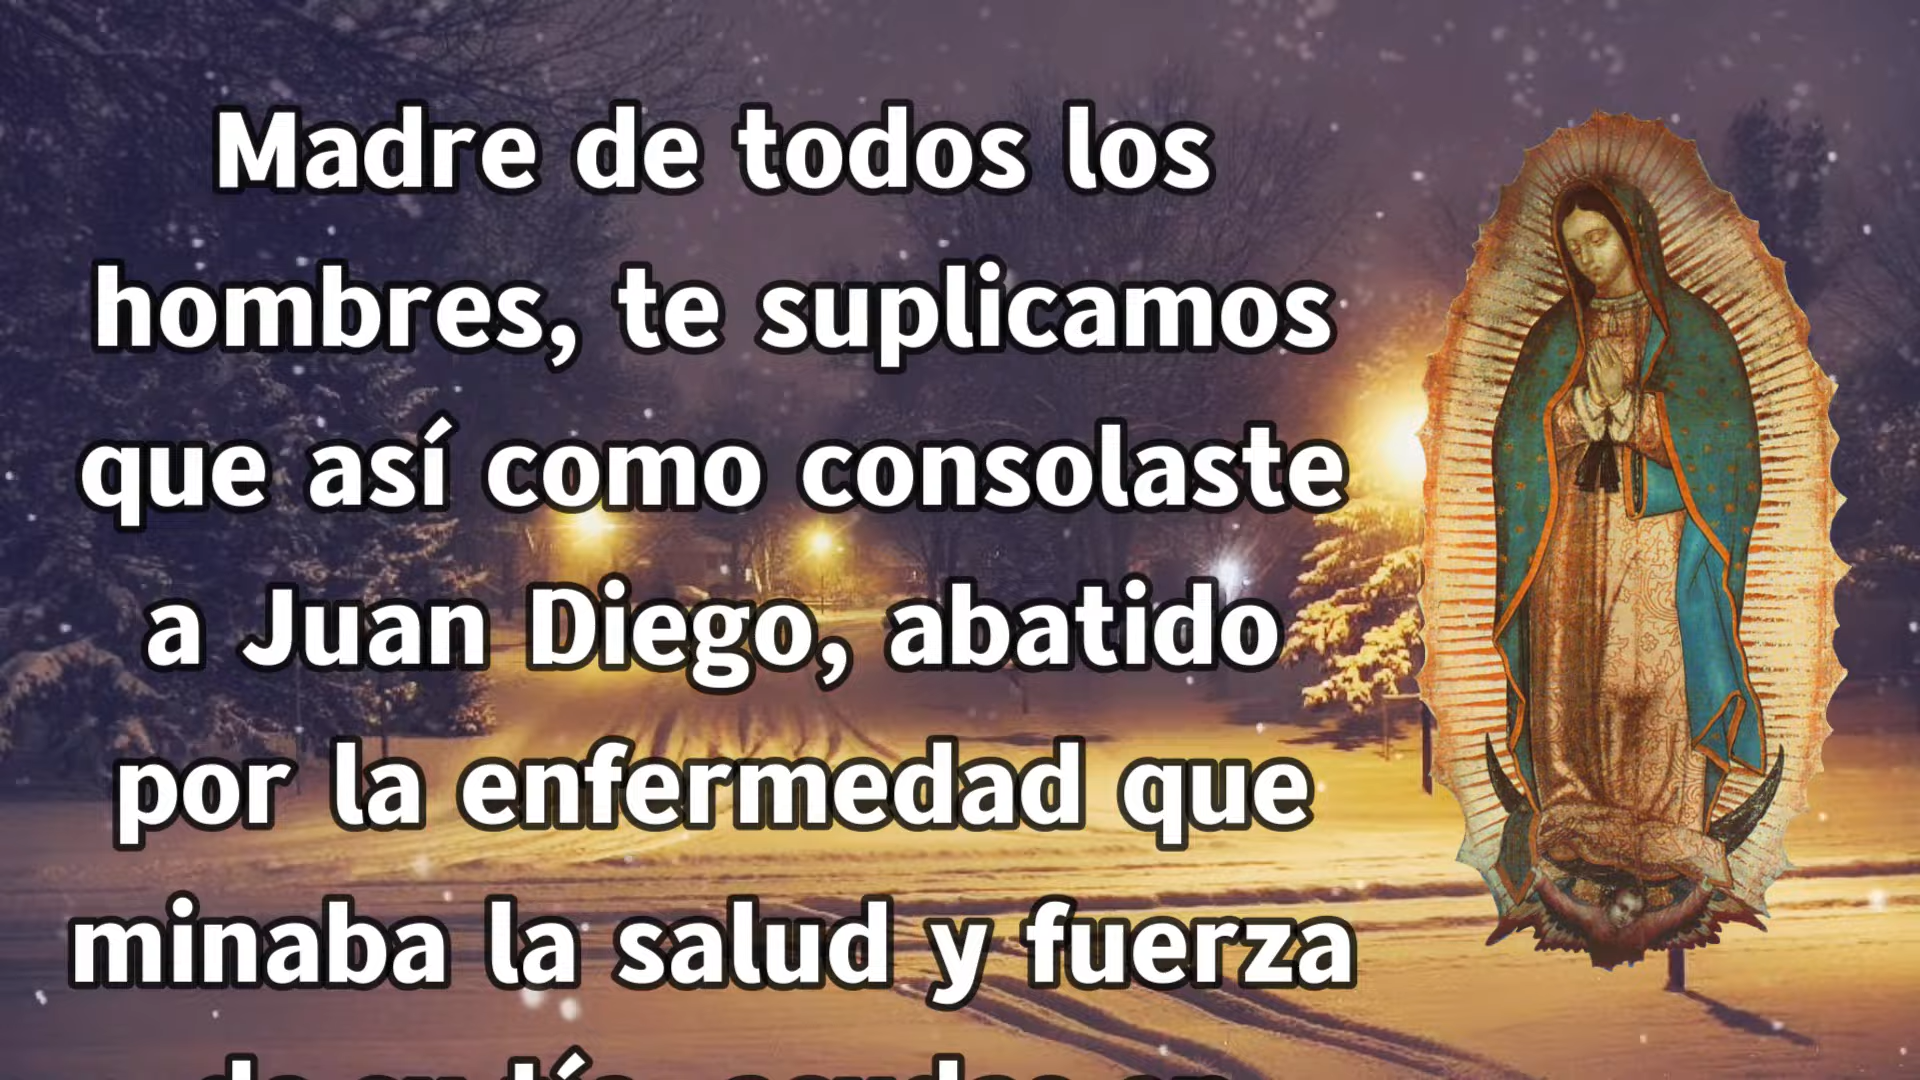 Madre de todos los
hombres, te suplicamos
que así como consolaste
a Juan Diego, abatido
por la enfermedad que
minaba la salud y fuerza